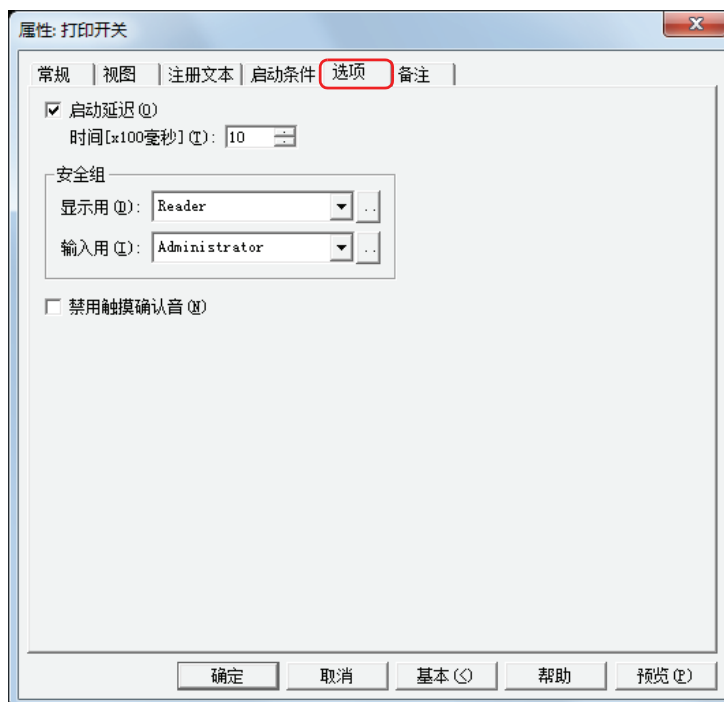 属性: 打印开关
常规 视图 注册文本 启动条件 选项 备注
启动延迟(O)
时间[x100毫秒](T): 10
安全组
显示用(D): Reader ..
输入用(I): Administrator ..
禁用触摸确认音(N)
确定 取消 基本(<) 帮助 预览(P)